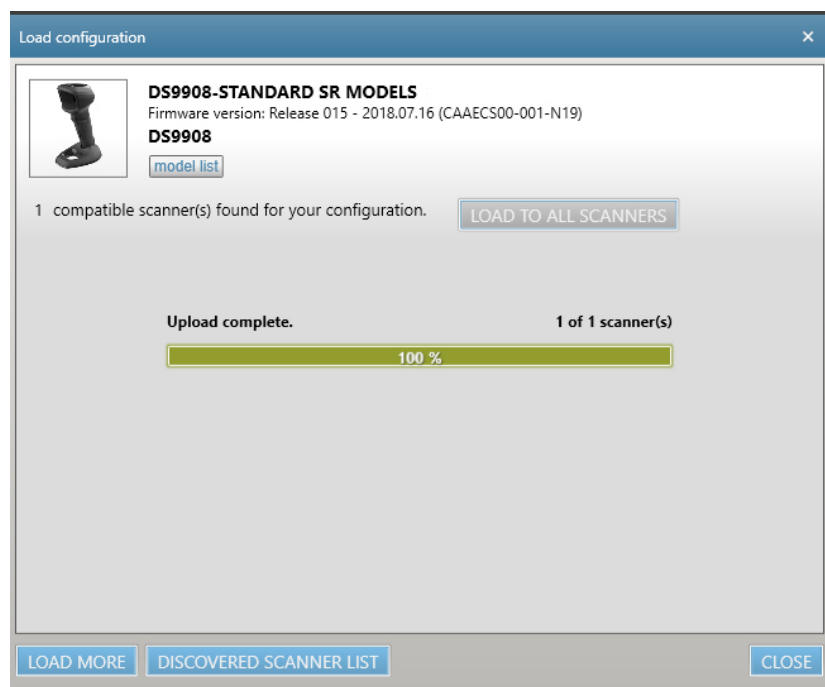 Load configuration
DS9908-STANDARD SR MODELS
Firmware version: Release 015 - 2018.07.16 (CAAECS00-001-N19)
DS9908
model list
1 compatible scanner(s) found for your configuration.
LOAD TO ALL SCANNERS
Upload complete. 1 of 1 scanner(s)
100 %
LOAD MORE DISCOVERED SCANNER LIST CLOSE